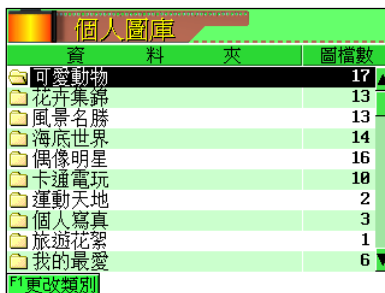 個人圖庫
資 料 夾 圖檔數
可愛動物 17
花卉集錦 13
風景名勝 13
海底世界 14
偶像明星 16
卡通電玩 10
運動天地 2
個人寫真 3
旅遊花絮 1
我的最愛 6
F1更改類別